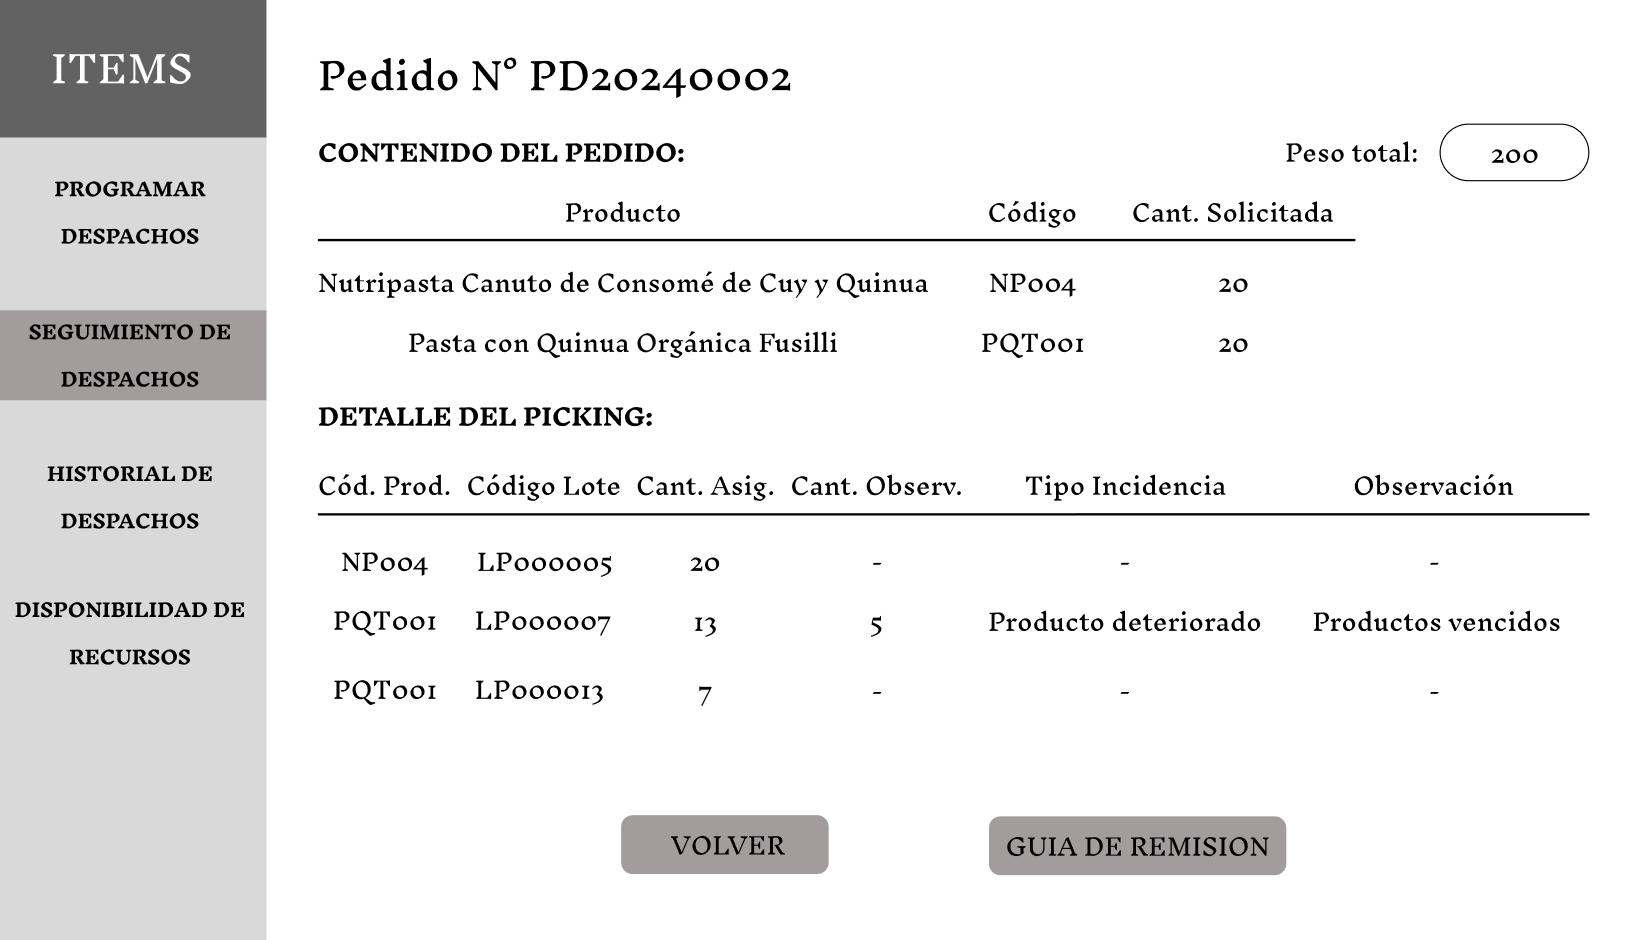 ITEMS
PROGRAMAR
DESPACHOS
SEGUIMIENTO DE
DESPACHOS
HISTORIAL DE
DESPACHOS
DISPONIBILIDAD DE
RECURSOS
Pedido N° PD20240002
CONTENIDO DEL PEDIDO: Peso total: 200
Producto Código Cant. Solicitada
Nutripasta Canuto de Consomé de Cuy y Quinua NP004 20
Pasta con Quinua Orgánica Fusilli PQT001 20
DETALLE DEL PICKING:
Cód. Prod. Código Lote Cant. Asig. Cant. Observ. Tipo Incidencia Observación
NP004 LP000005 20 - - -
PQT001 LP000007 13 5 Producto deteriorado Productos vencidos
PQT001 LP000013 7 - - -
VOLVER GUIA DE REMISION